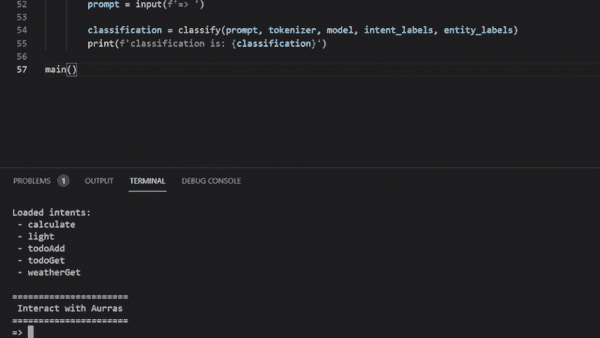 52 prompt = input(f'=> ')
53
54 classification = classify(prompt, tokenizer, model, intent_labels, entity_labels)
55 print(f'classification is: {classification}')
56
57 main()
PROBLEMS 1 OUTPUT TERMINAL DEBUG CONSOLE
Loaded intents:
- calculate
- light
- todoAdd
- todoGet
- weatherGet
======================
Interact with Aurras
======================
=>